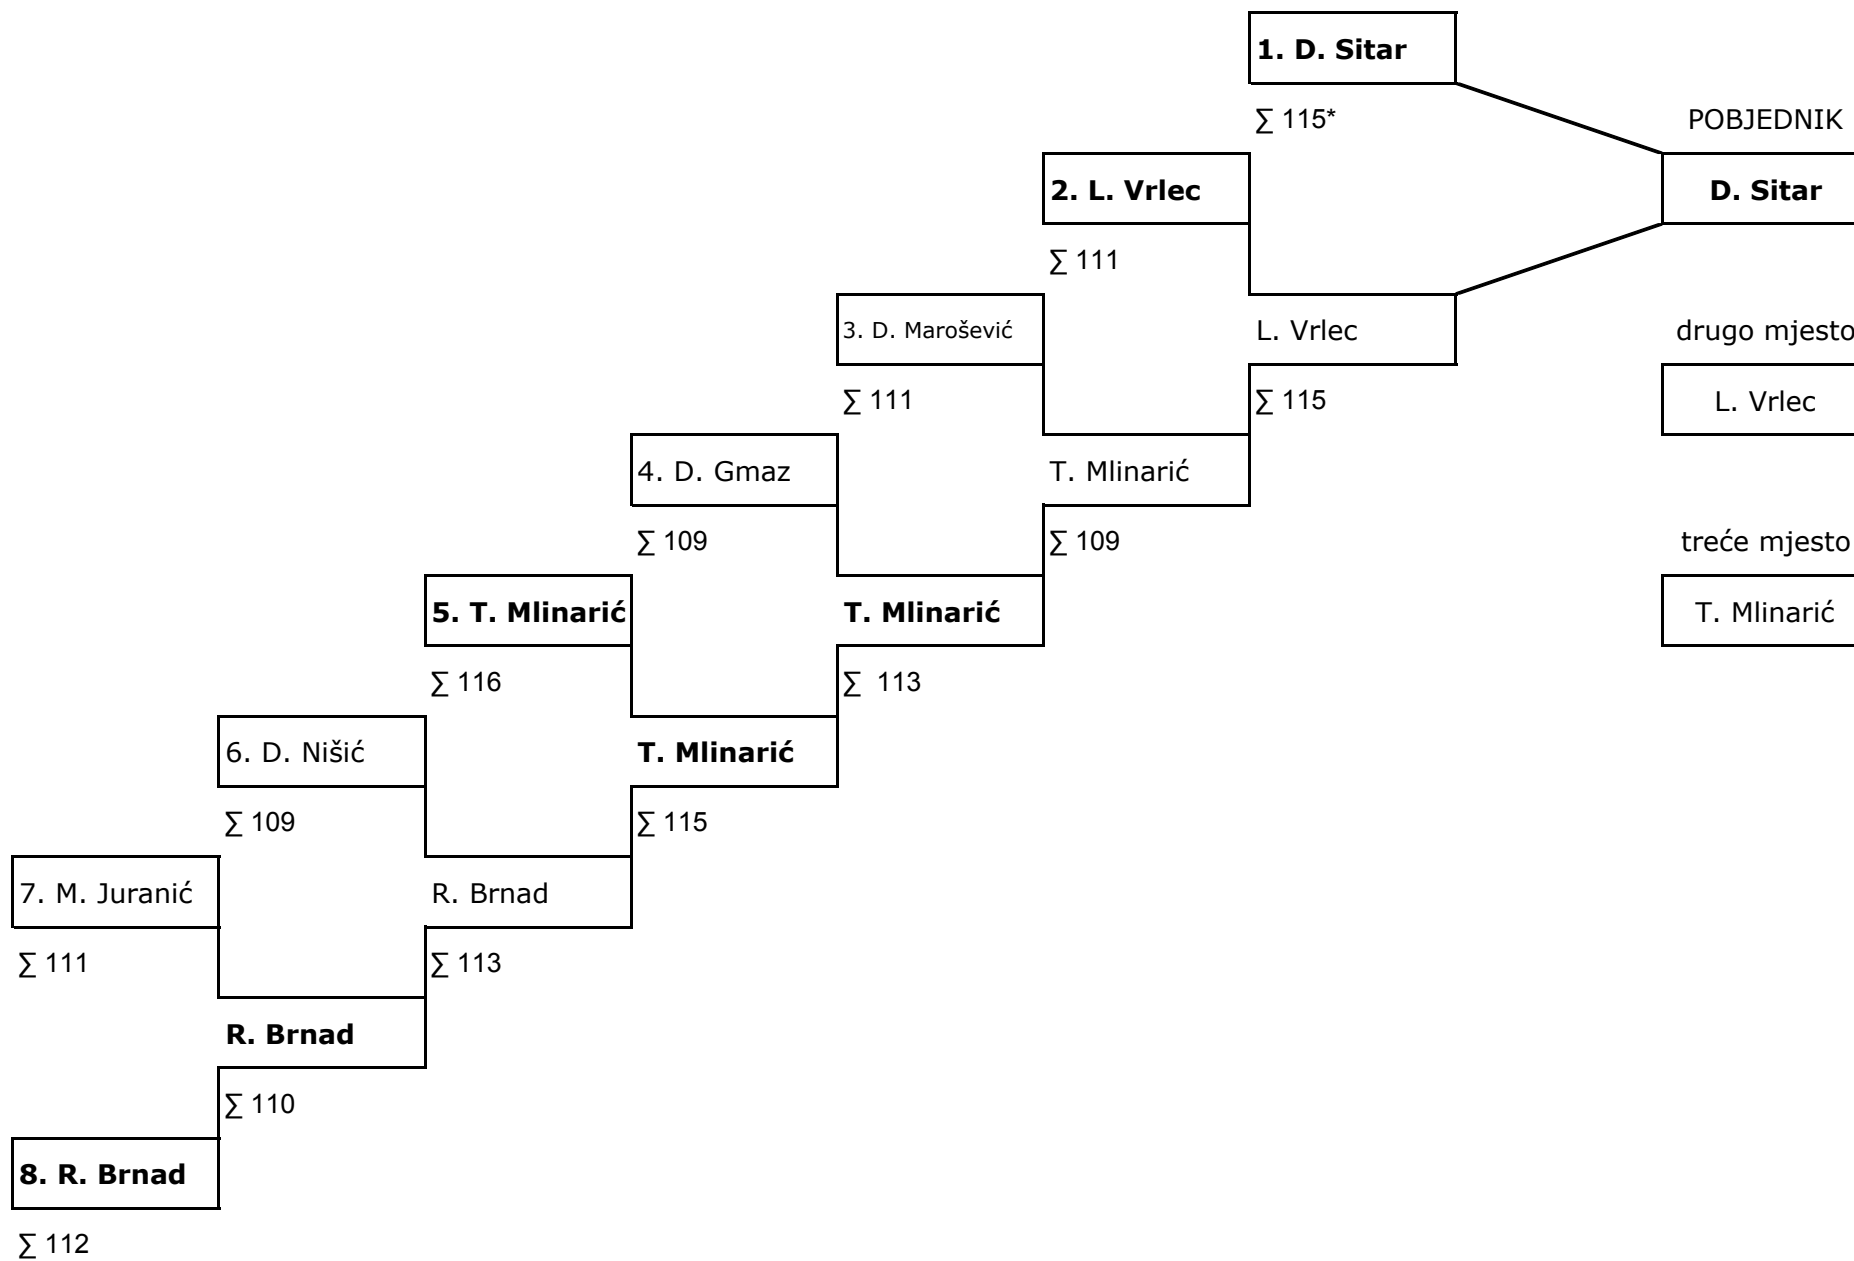 1. D. Sitar
∑ 115*
POBJEDNIK
2. L. Vrlec
D. Sitar
∑ 111
3. D. Marošević
L. Vrlec
drugo mjesto
∑ 111
∑ 115
L. Vrlec
4. D. Gmaz
T. Mlinarić
∑ 109
∑ 109
treće mjesto
5. T. Mlinarić
T. Mlinarić
T. Mlinarić
∑ 116
∑ 113
6. D. Nišić
T. Mlinarić
∑ 109
∑ 115
7. M. Juranić
R. Brnad
∑ 111
∑ 113
R. Brnad
∑ 110
8. R. Brnad
∑ 112